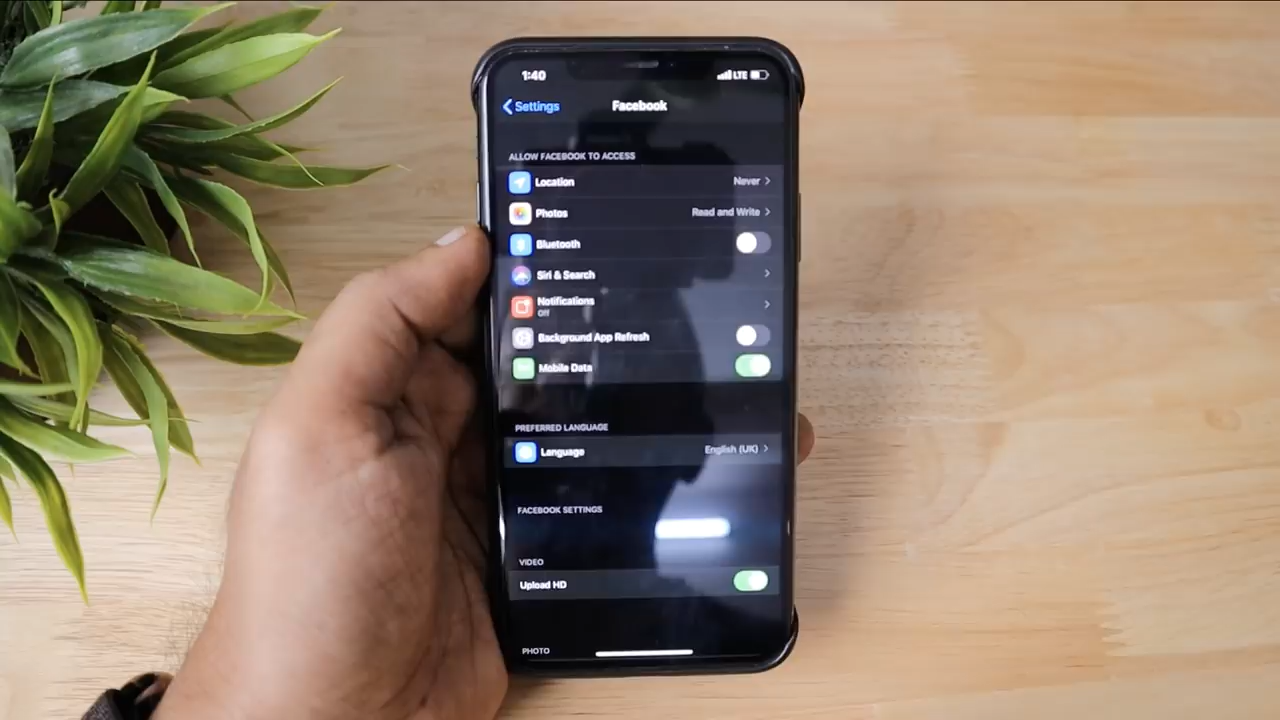 1:40 LTE
Settings Facebook
ALLOW FACEBOOK TO ACCESS
Location Never
Photos Read and Write
Bluetooth
Siri & Search
Notifications
Off
Background App Refresh
Mobile Data
PREFERRED LANGUAGE
Language English (UK)
FACEBOOK SETTINGS
VIDEO
Upload HD
PHOTO